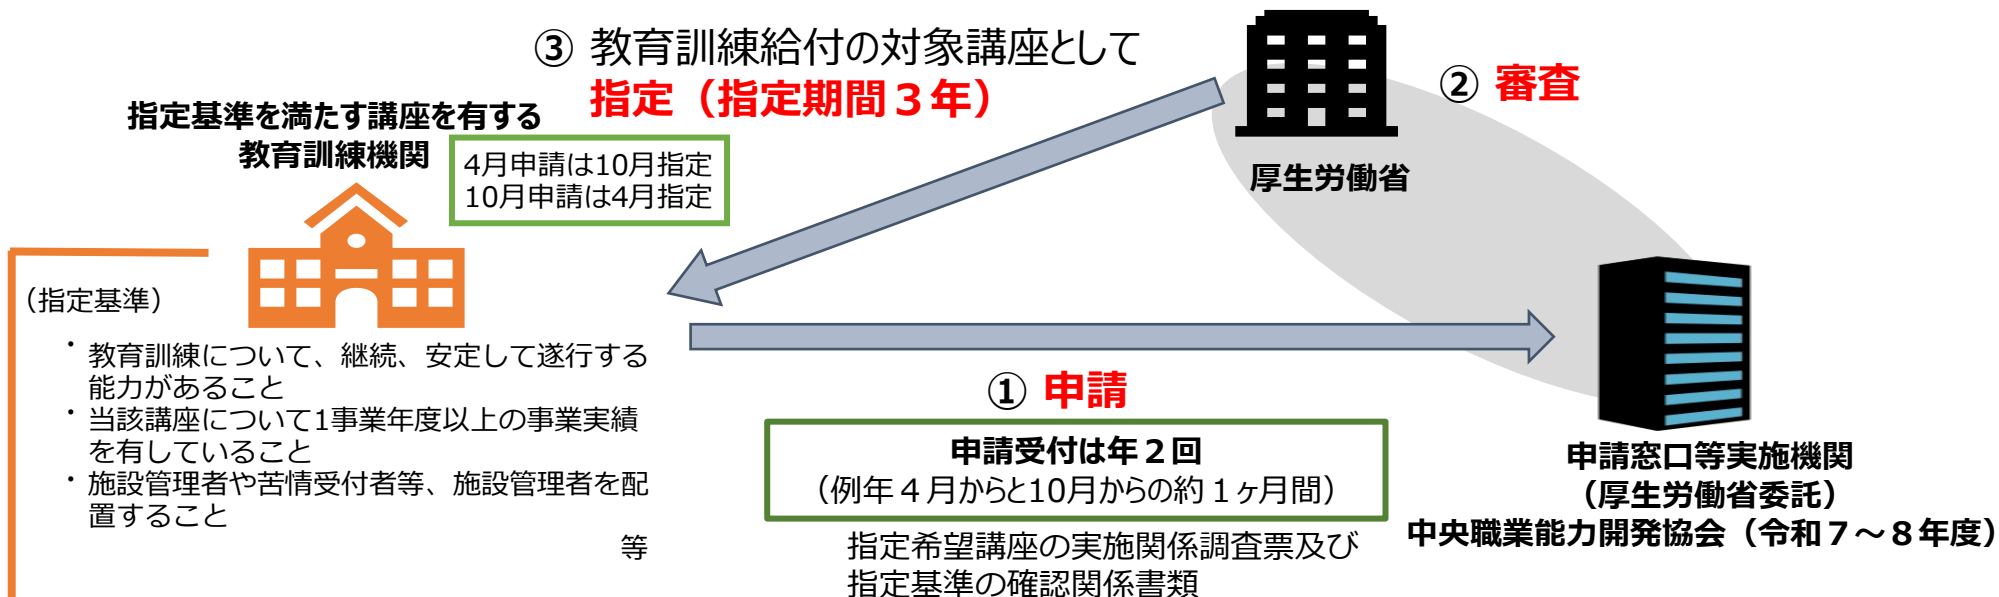 ③ 教育訓練給付の対象講座として
指定（指定期間３年）
② 審査
指定基準を満たす講座を有する
教育訓練機関
4月申請は10月指定
10月申請は4月指定
厚生労働省
（指定基準）
・教育訓練について、継続、安定して遂行する
能力があること
・当該講座について1事業年度以上の事業実績
を有していること
・施設管理者や苦情受付者等、施設管理者を配
置すること
等
① 申請
申請受付は年２回
（例年４月からと10月からの約１ヶ月間）
指定希望講座の実施関係調査票及び
指定基準の確認関係書類
申請窓口等実施機関
（厚生労働省委託）
中央職業能力開発協会（令和７～８年度）